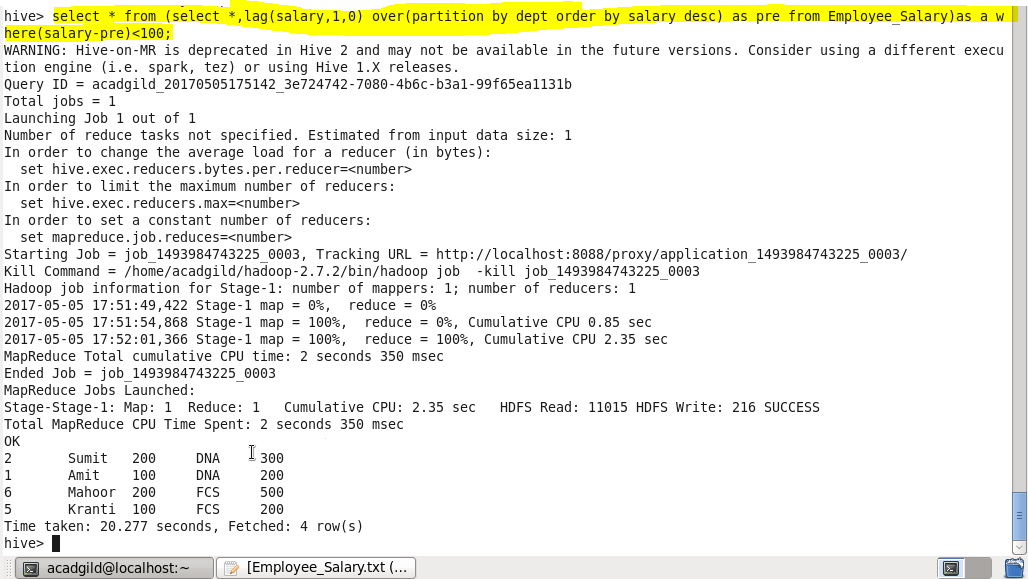 hive> select * from (select *,lag(salary,1,0) over(partition by dept order by salary desc) as pre from Employee_Salary)as a w
here(salary-pre)<100;
WARNING: Hive-on-MR is deprecated in Hive 2 and may not be available in the future versions. Consider using a different execu
tion engine (i.e. spark, tez) or using Hive 1.X releases.
Query ID = acadgild_20170505175142_3e724742-7080-4b6c-b3a1-99f65ea1131b
Total jobs = 1
Launching Job 1 out of 1
Number of reduce tasks not specified. Estimated from input data size: 1
In order to change the average load for a reducer (in bytes):
  set hive.exec.reducers.bytes.per.reducer=<number>
In order to limit the maximum number of reducers:
  set hive.exec.reducers.max=<number>
In order to set a constant number of reducers:
  set mapreduce.job.reduces=<number>
Starting Job = job_1493984743225_0003, Tracking URL = http://localhost:8088/proxy/application_1493984743225_0003/
Kill Command = /home/acadgild/hadoop-2.7.2/bin/hadoop job  -kill job_1493984743225_0003
Hadoop job information for Stage-1: number of mappers: 1; number of reducers: 1
2017-05-05 17:51:49,422 Stage-1 map = 0%,  reduce = 0%
2017-05-05 17:51:54,868 Stage-1 map = 100%,  reduce = 0%, Cumulative CPU 0.85 sec
2017-05-05 17:52:01,366 Stage-1 map = 100%,  reduce = 100%, Cumulative CPU 2.35 sec
MapReduce Total cumulative CPU time: 2 seconds 350 msec
Ended Job = job_1493984743225_0003
MapReduce Jobs Launched:
Stage-Stage-1: Map: 1  Reduce: 1   Cumulative CPU: 2.35 sec   HDFS Read: 11015 HDFS Write: 216 SUCCESS
Total MapReduce CPU Time Spent: 2 seconds 350 msec
OK
2       Sumit   200     DNA     300
1       Amit    100     DNA     200
6       Mahoor  200     FCS     500
5       Kranti  100     FCS     200
Time taken: 20.277 seconds, Fetched: 4 row(s)
hive>
acadgild@localhost:~ [Employee_Salary.txt (...